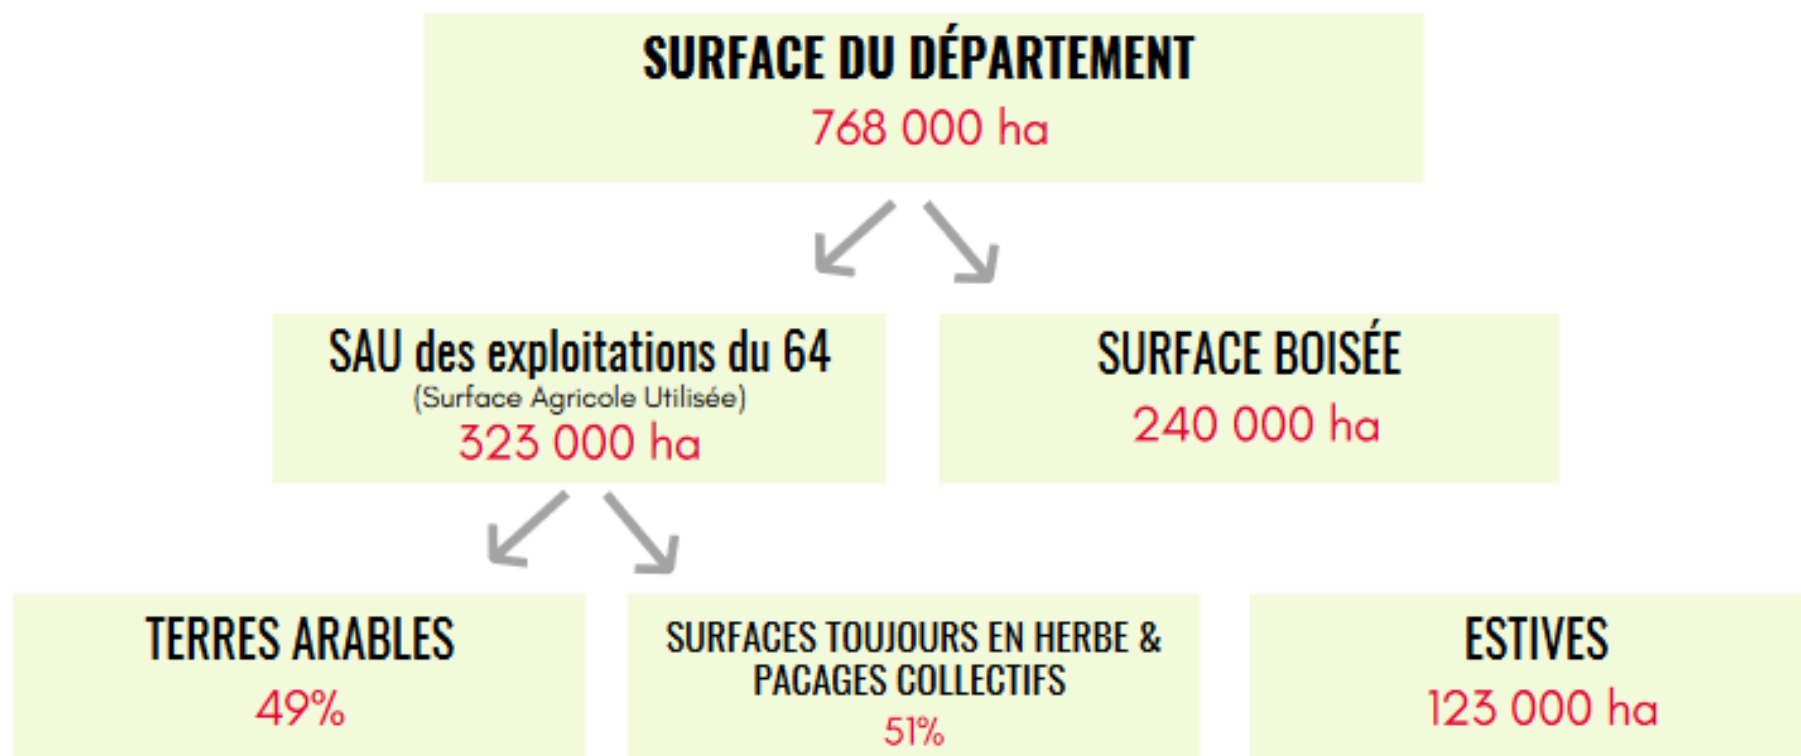 SURFACE DU DÉPARTEMENT
768 000 ha
SAU des exploitations du 64
(Surface Agricole Utilisée)
323 000 ha
SURFACE BOISÉE
240 000 ha
TERRES ARABLES
49%
SURFACES TOUJOURS EN HERBE &
PACAGES COLLECTIFS
51%
ESTIVES
123 000 ha